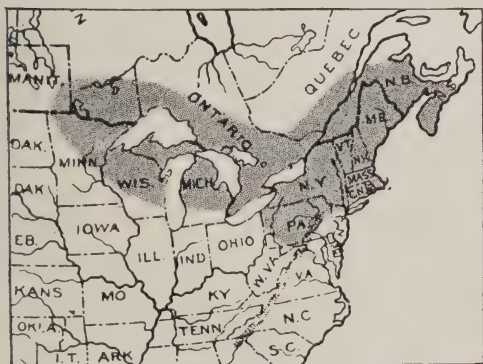 QUEBEC
MANIT.
ONTARIO
N.B.
ME.
DAK.
MINN
VT.
N.H.
WIS.
MICH.
N.Y
MASS
DAK.
IOWA
PA.
EB.
ILL.
IND
OHIO
W.VA
VA.
KANS
MO
KY
N.C
OKLA
TENN
S.C
I.T.
ARK